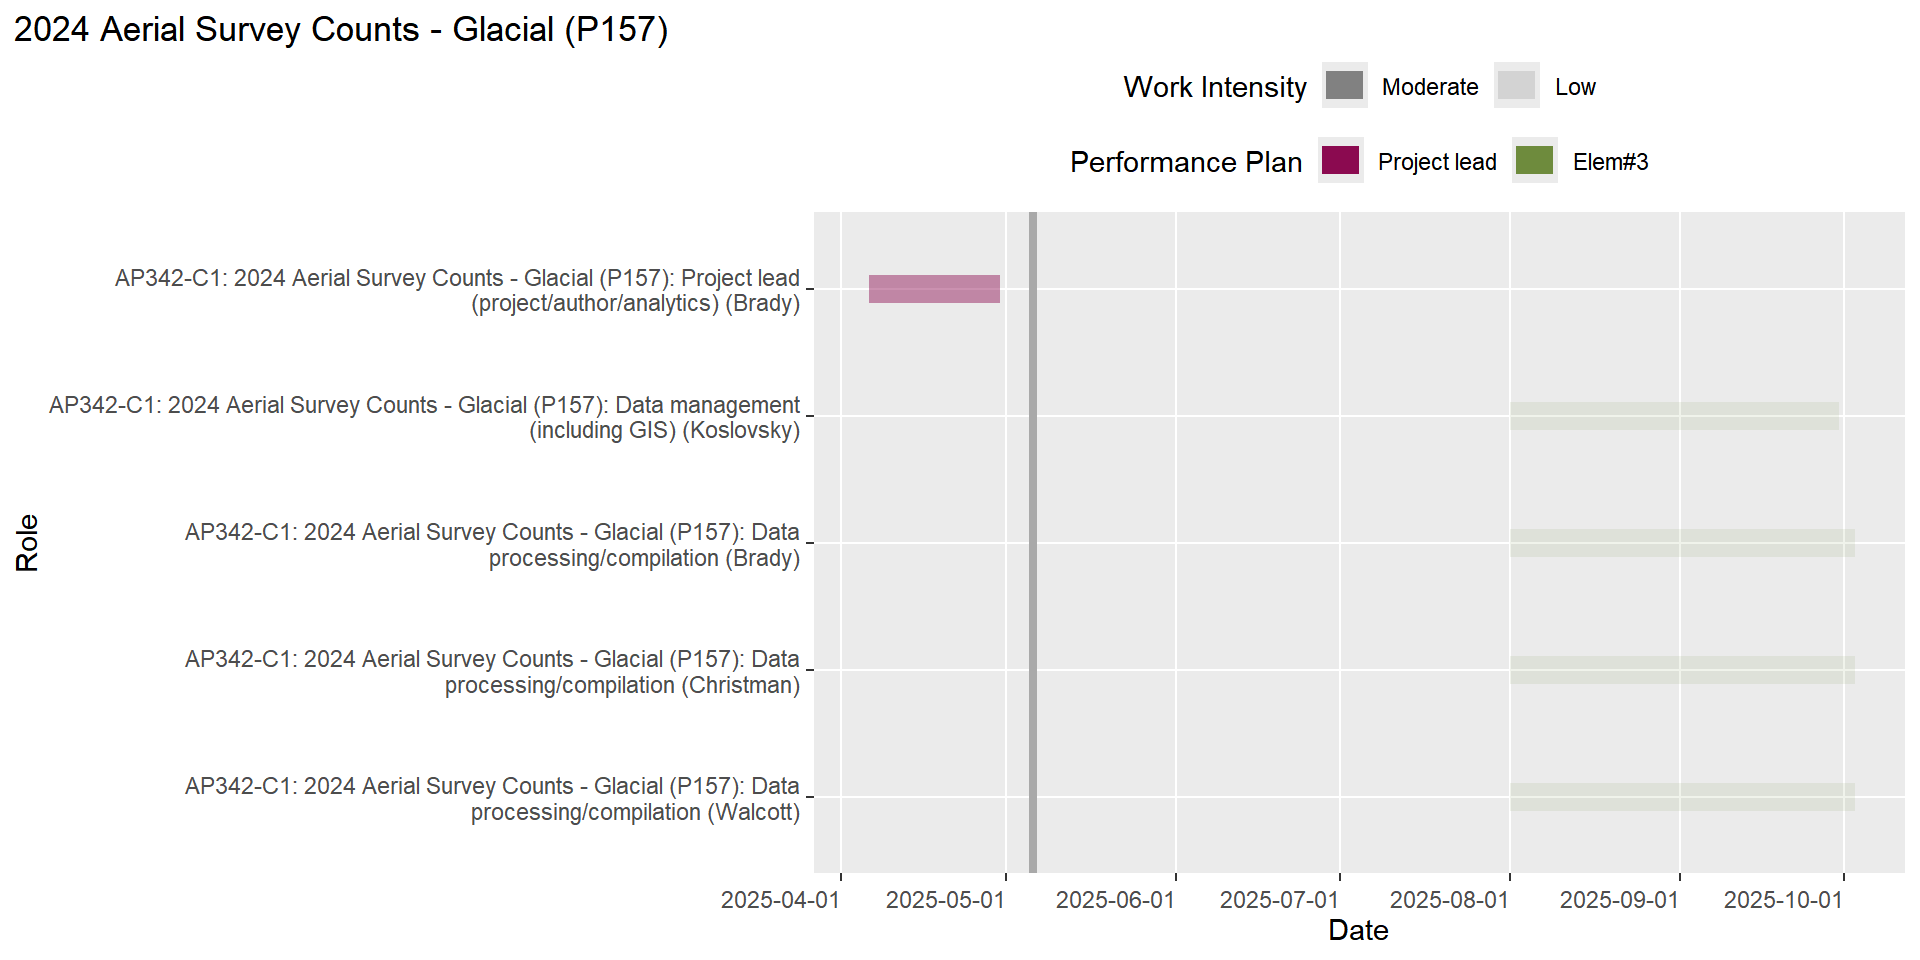 2024 Aerial Survey Counts - Glacial (P157)
Work Intensity Moderate Low
Performance Plan Project lead Elem#3
AP342-C1: 2024 Aerial Survey Counts - Glacial (P157): Project lead
(project/author/analytics) (Brady)
AP342-C1: 2024 Aerial Survey Counts - Glacial (P157): Data management
(including GIS) (Koslovsky)
AP342-C1: 2024 Aerial Survey Counts - Glacial (P157): Data
processing/compilation (Brady)
AP342-C1: 2024 Aerial Survey Counts - Glacial (P157): Data
processing/compilation (Christman)
AP342-C1: 2024 Aerial Survey Counts - Glacial (P157): Data
processing/compilation (Walcott)
Role
2025-04-01 2025-05-01 2025-06-01 2025-07-01 2025-08-01 2025-09-01 2025-10-01
Date